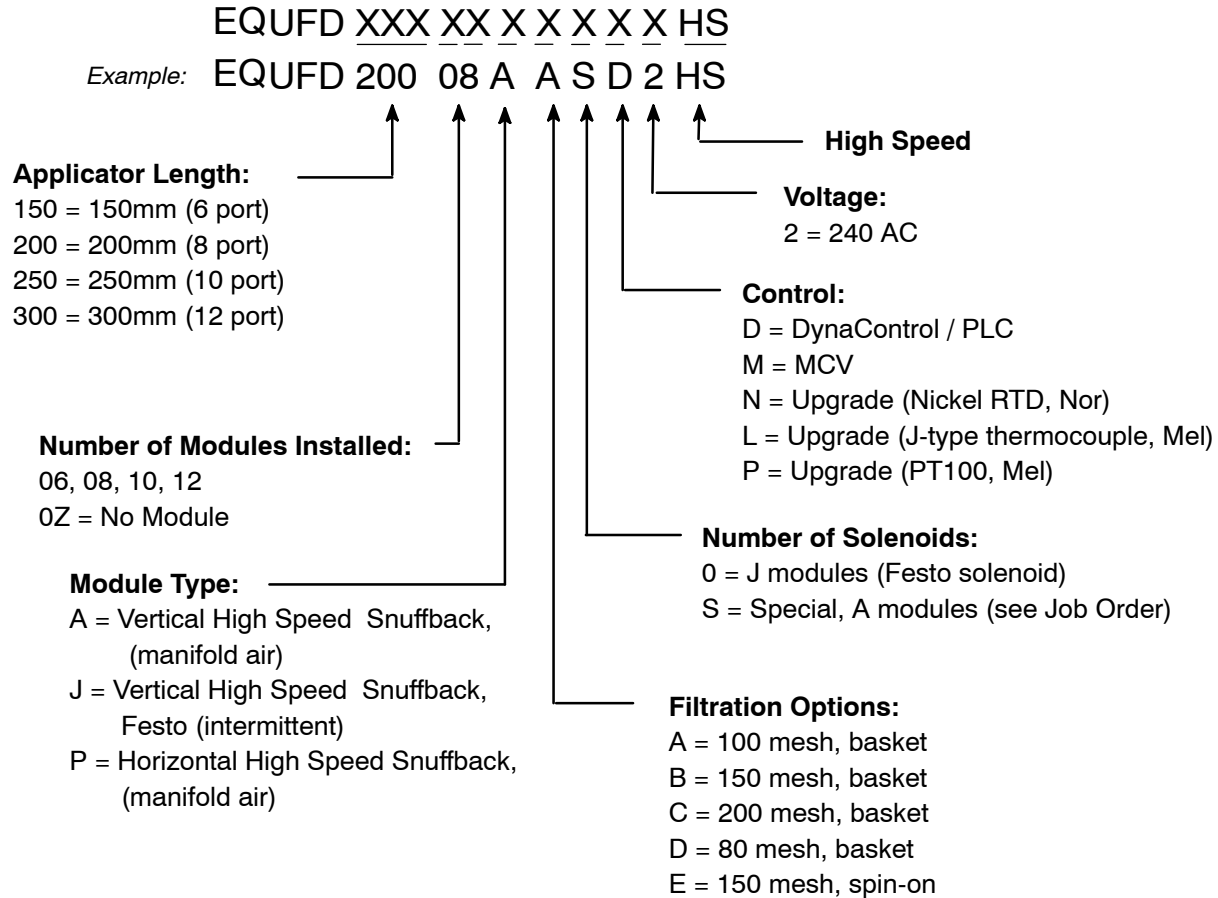 EQUFD XXX XX X X X X X HS
Example: EQUFD 200 08 A A S D 2 HS
High Speed
Applicator Length:
150 = 150mm (6 port)
200 = 200mm (8 port)
250 = 250mm (10 port)
300 = 300mm (12 port)
Voltage:
2 = 240 AC
Control:
D = DynaControl / PLC
M = MCV
N = Upgrade (Nickel RTD, Nor)
L = Upgrade (J-type thermocouple, Mel)
P = Upgrade (PT100, Mel)
Number of Modules Installed:
06, 08, 10, 12
0Z = No Module
Number of Solenoids:
0 = J modules (Festo solenoid)
S = Special, A modules (see Job Order)
Module Type:
A = Vertical High Speed Snuffback,
(manifold air)
J = Vertical High Speed Snuffback,
Festo (intermittent)
P = Horizontal High Speed Snuffback,
(manifold air)
Filtration Options:
A = 100 mesh, basket
B = 150 mesh, basket
C = 200 mesh, basket
D = 80 mesh, basket
E = 150 mesh, spin-on